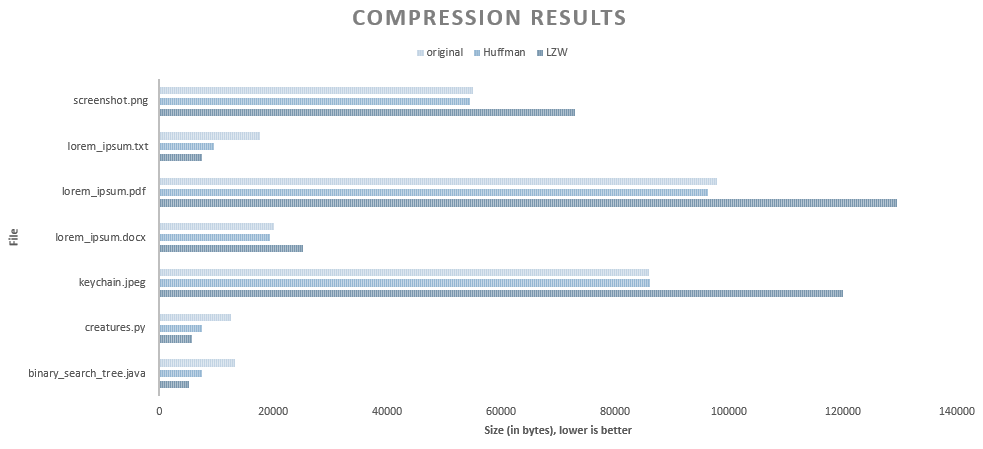 COMPRESSION RESULTS
original Huffman LZW
screenshot.png
lorem_ipsum.txt
lorem_ipsum.pdf
lorem_ipsum.docx
File
keychain.jpeg
creatures.py
binary_search_tree.java
0 20000 40000 60000 80000 100000 120000 140000
Size (in bytes), lower is better